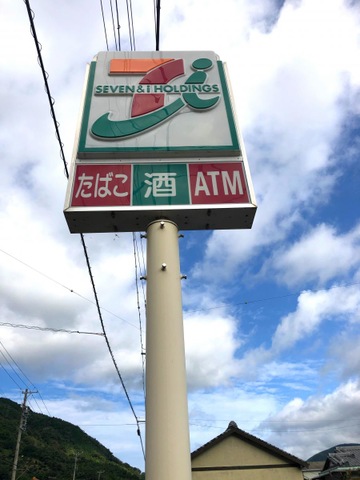 SEVEN & i HOLDINGS
たばこ 酒 ATM